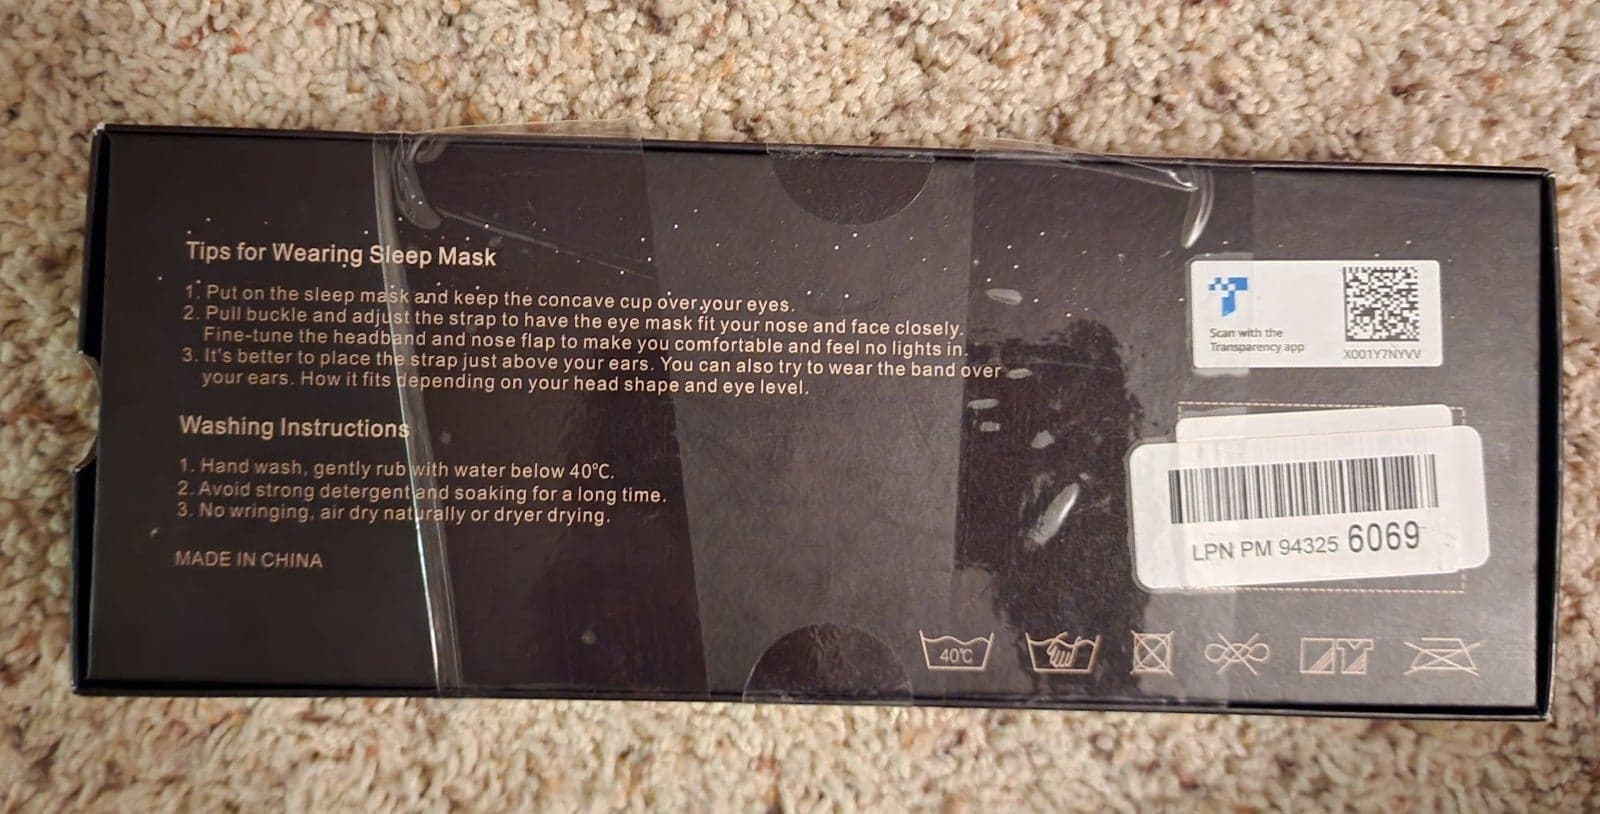 Tips for Wearing Sleep Mask
1. Put on the sleep mask and keep the concave cup over your eyes.
2. Pull buckle and adjust the strap to have the eye mask fit your nose and face closely.
Fine-tune the headband and nose flap to make you comfortable and feel no lights in.
3. It's better to place the strap just above your ears. You can also try to wear the band over
your ears. How it fits depending on your head shape and eye level.
Washing Instructions
1. Hand wash, gently rub with water below 40°C.
2. Avoid strong detergent and soaking for a long time.
3. No wringing, air dry naturally or dryer drying.
MADE IN CHINA
Scan with the
Transparency app
X001Y7NYVV
LPN PM 94325 6069
40°C